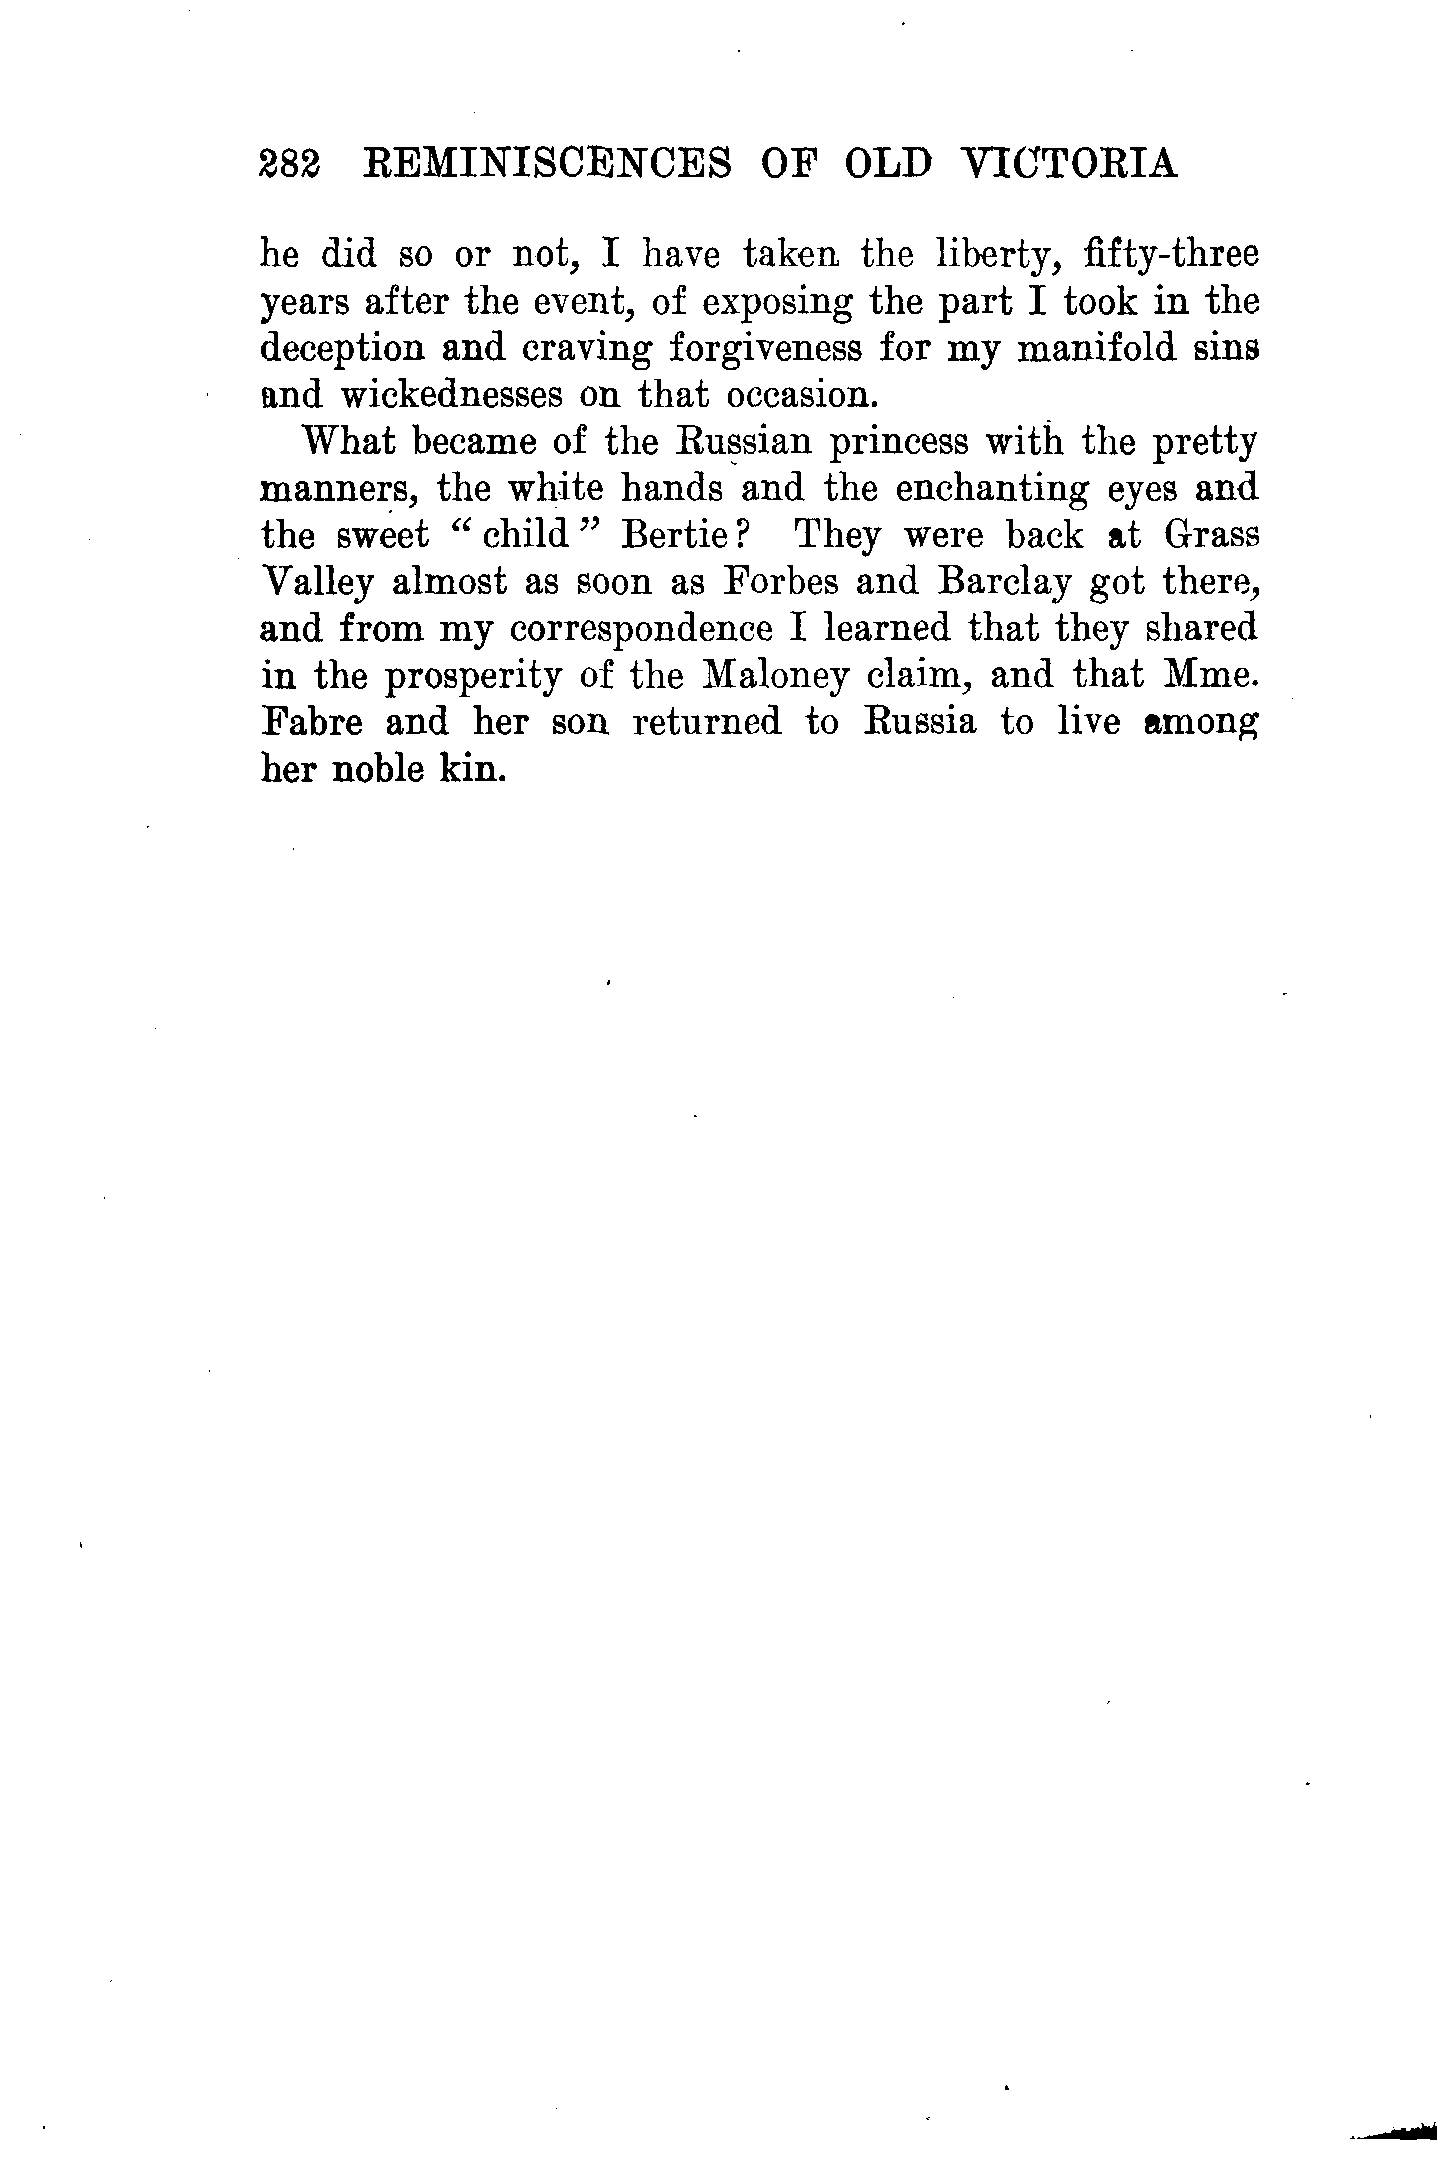 282 REMINISCENCES OF OLD VICTORIA
he did so or not, I have taken the liberty, fifty-three
years after the event, of exposing the part I took in the
deception and craving forgiveness for my manifold sins
and wickednesses on that occasion.
What became of the Russian princess with the pretty
manners, the white hands and the enchanting eyes and
the sweet “ child ” Bertie? They were back at Grass
Valley almost as soon as Forbes and Barclay got there,
and from my correspondence I learned that they shared
in the prosperity of the Maloney claim, and that Mme.
Fabre and her son returned to Russia to live among
her noble kin.